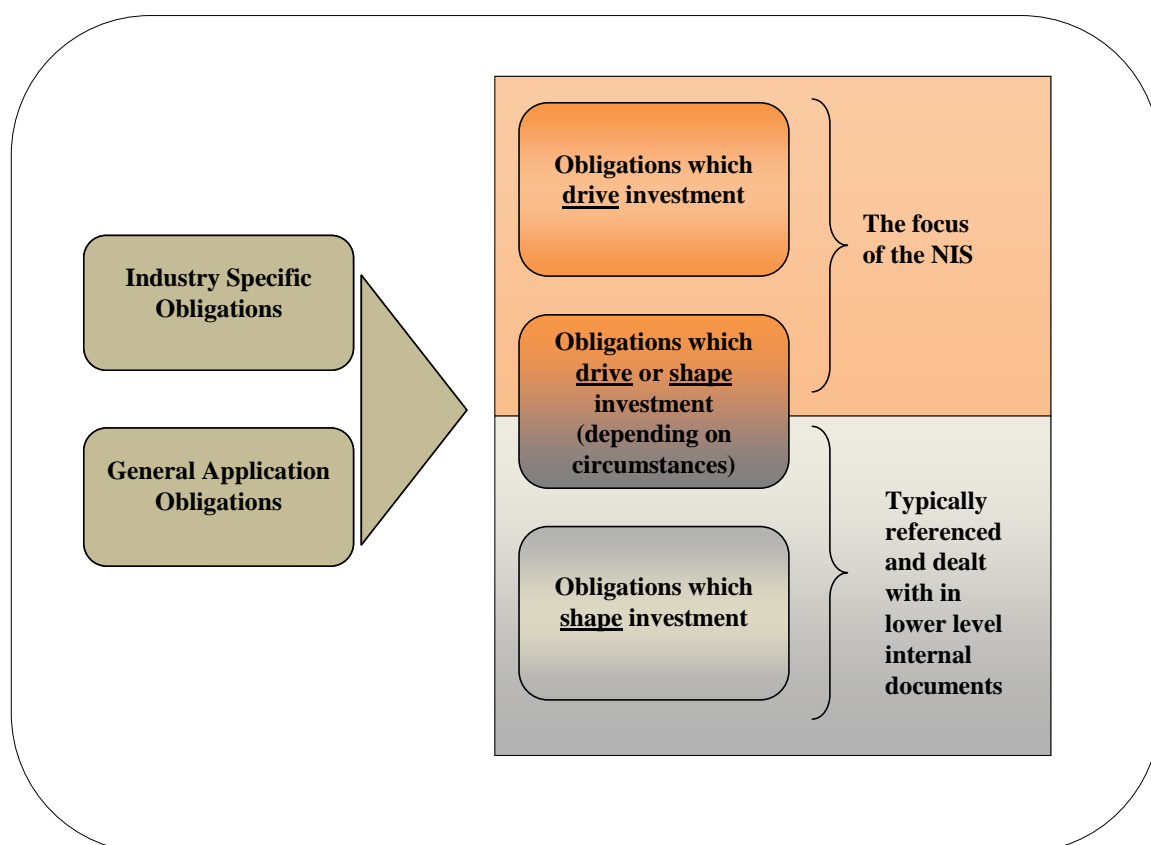 Industry Specific
Obligations
General Application
Obligations
Obligations which
drive investment
Obligations which
drive or shape
investment
(depending on
circumstances)
Obligations which
shape investment
The focus
of the NIS
Typically
referenced
and dealt
with in
lower level
internal
documents